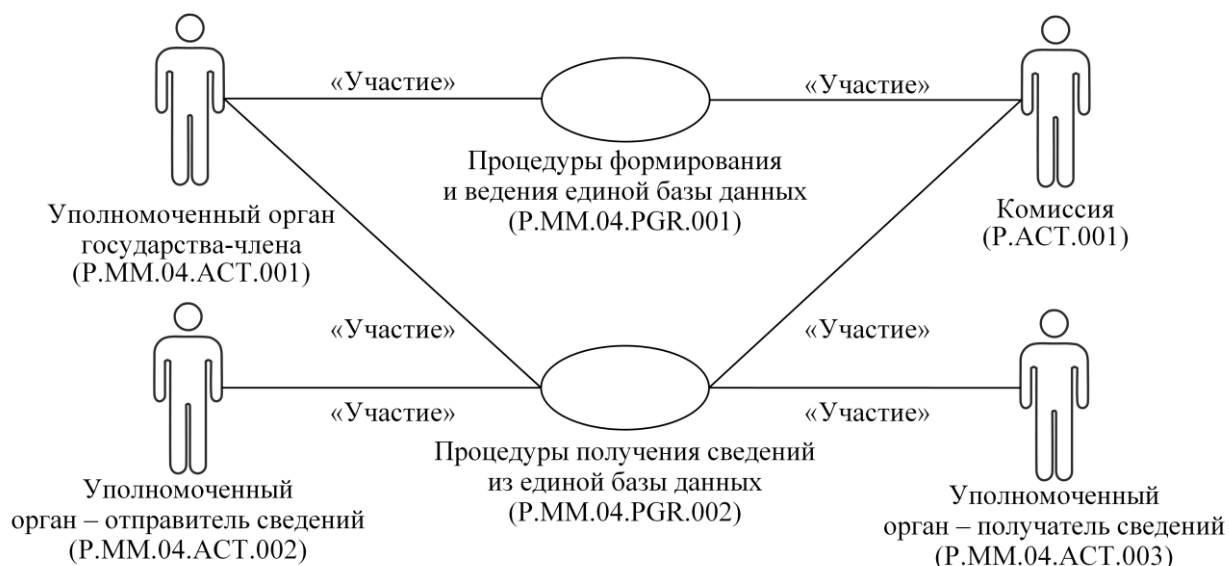 «Участие»
«Участие»
Процедуры формирования
и ведения единой базы данных
(P.MM.04.PGR.001)
Уполномоченный орган
государства-члена
(P.MM.04.ACT.001)
Комиссия
(P.ACT.001)
«Участие»
«Участие»
«Участие»
«Участие»
Процедуры получения сведений
из единой базы данных
(P.MM.04.PGR.002)
Уполномоченный
орган – отправитель сведений
(P.MM.04.ACT.002)
Уполномоченный
орган – получатель сведений
(P.MM.04.ACT.003)